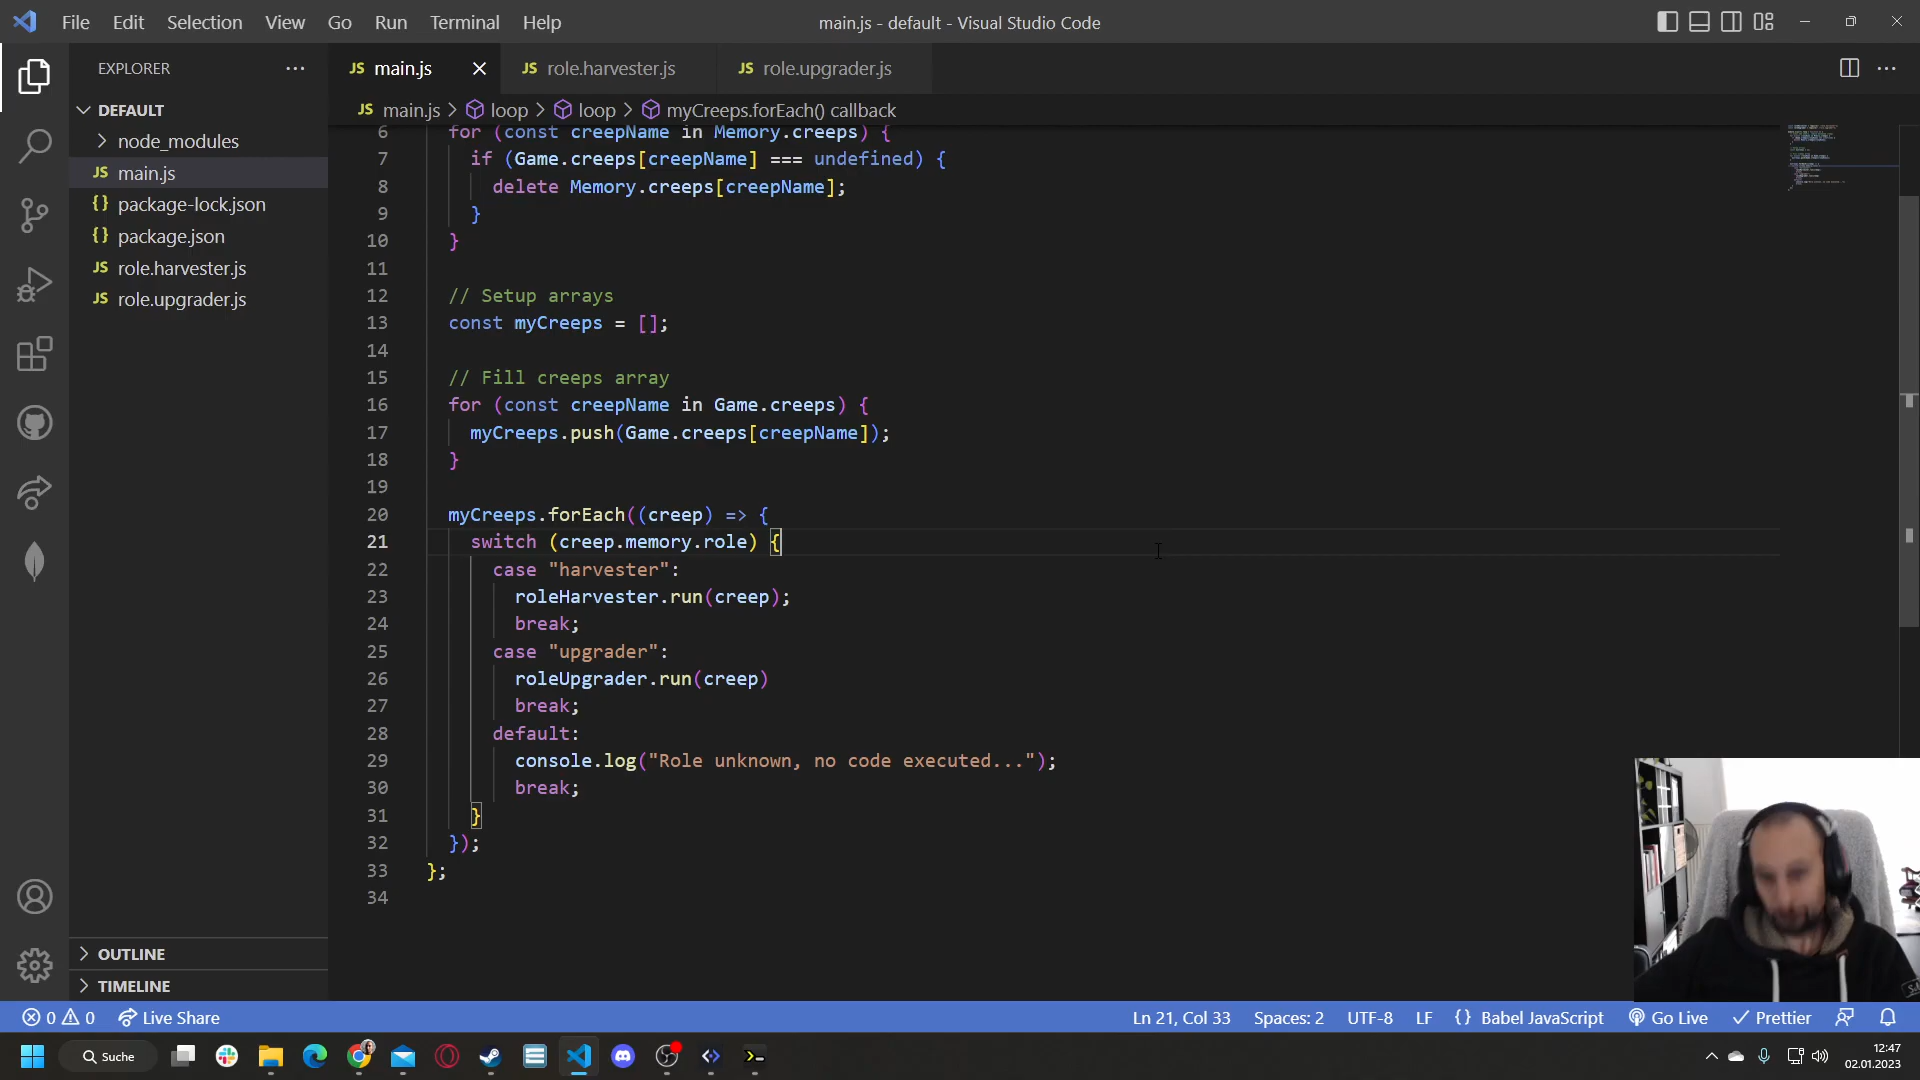 File Edit Selection View Go Run Terminal Help
main.js - default - Visual Studio Code
EXPLORER
DEFAULT
node_modules
JS main.js
{} package-lock.json
{} package.json
JS role.harvester.js
JS role.upgrader.js
OUTLINE
TIMELINE
JS main.js
JS role.harvester.js
JS role.upgrader.js
JS main.js > loop > loop > myCreeps.forEach() callback
6 for (const creepName in Memory.creeps) {
7 if (Game.creeps[creepName] === undefined) {
8 delete Memory.creeps[creepName];
9 }
10 }
11
12 // Setup arrays
13 const myCreeps = [];
14
15 // Fill creeps array
16 for (const creepName in Game.creeps) {
17 myCreeps.push(Game.creeps[creepName]);
18 }
19
20 myCreeps.forEach((creep) => {
21 switch (creep.memory.role) {
22 case "harvester":
23 roleHarvester.run(creep);
24 break;
25 case "upgrader":
26 roleUpgrader.run(creep)
27 break;
28 default:
29 console.log("Role unknown, no code executed...");
30 break;
31 }
32 });
33 };
34
0 0 Live Share
Ln 21, Col 33 Spaces: 2 UTF-8 LF {} Babel JavaScript Go Live Prettier
Suche
12:47
02.01.2023